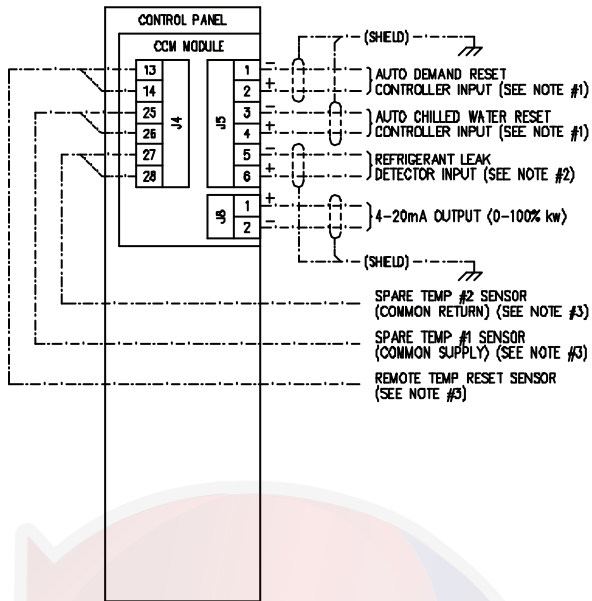 CONTROL PANEL
CCM MODULE
J4
13
14
25
26
27
28
J5
1 -
2 +
3 -
4 +
5 -
6 +
J6
1 +
2 -
(SHIELD)
AUTO DEMAND RESET
CONTROLLER INPUT (SEE NOTE #1)
AUTO CHILLED WATER RESET
CONTROLLER INPUT (SEE NOTE #1)
REFRIGERANT LEAK
DETECTOR INPUT (SEE NOTE #2)
4-20mA OUTPUT (0-100% kw)
(SHIELD)
SPARE TEMP #2 SENSOR
(COMMON RETURN) (SEE NOTE #3)
SPARE TEMP #1 SENSOR
(COMMON SUPPLY) (SEE NOTE #3)
REMOTE TEMP RESET SENSOR
(SEE NOTE #3)